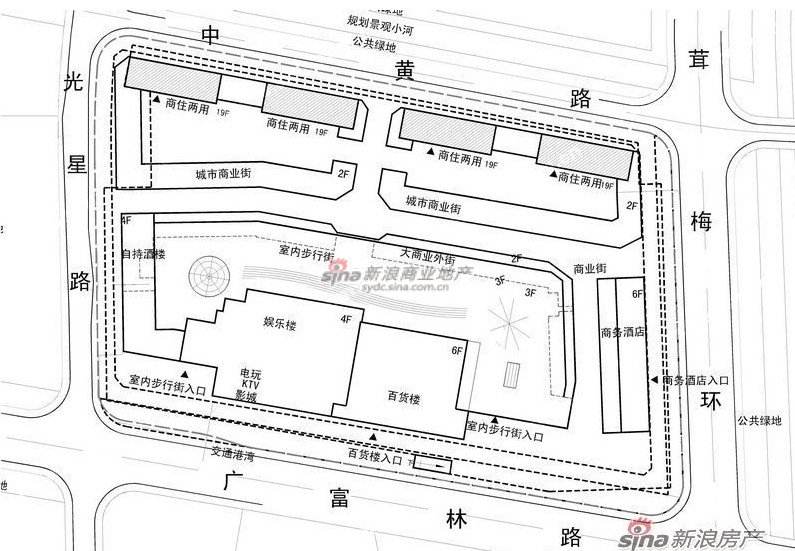 绿地
规划景观小河
公共绿地
中
黄
路
茸
梅
环
光
星
路
商住两用 19F
商住两用 19F
商住两用 19F
商住两用 19F
城市商业街
2F
城市商业街
2F
4F
自持酒楼
室内步行街
大商业外街
2F
商业街
3F
3F
6F
商务酒店
sina 新浪商业地产
sydc.sina.com.cn
娱乐楼
4F
电玩
KTV
影城
6F
百货楼
室内步行街入口
室内步行街入口
商务酒店入口
公共绿地
百货楼入口
下
交通港湾
广
富
林
路
地
sina 新浪房产